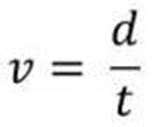 v = d/t